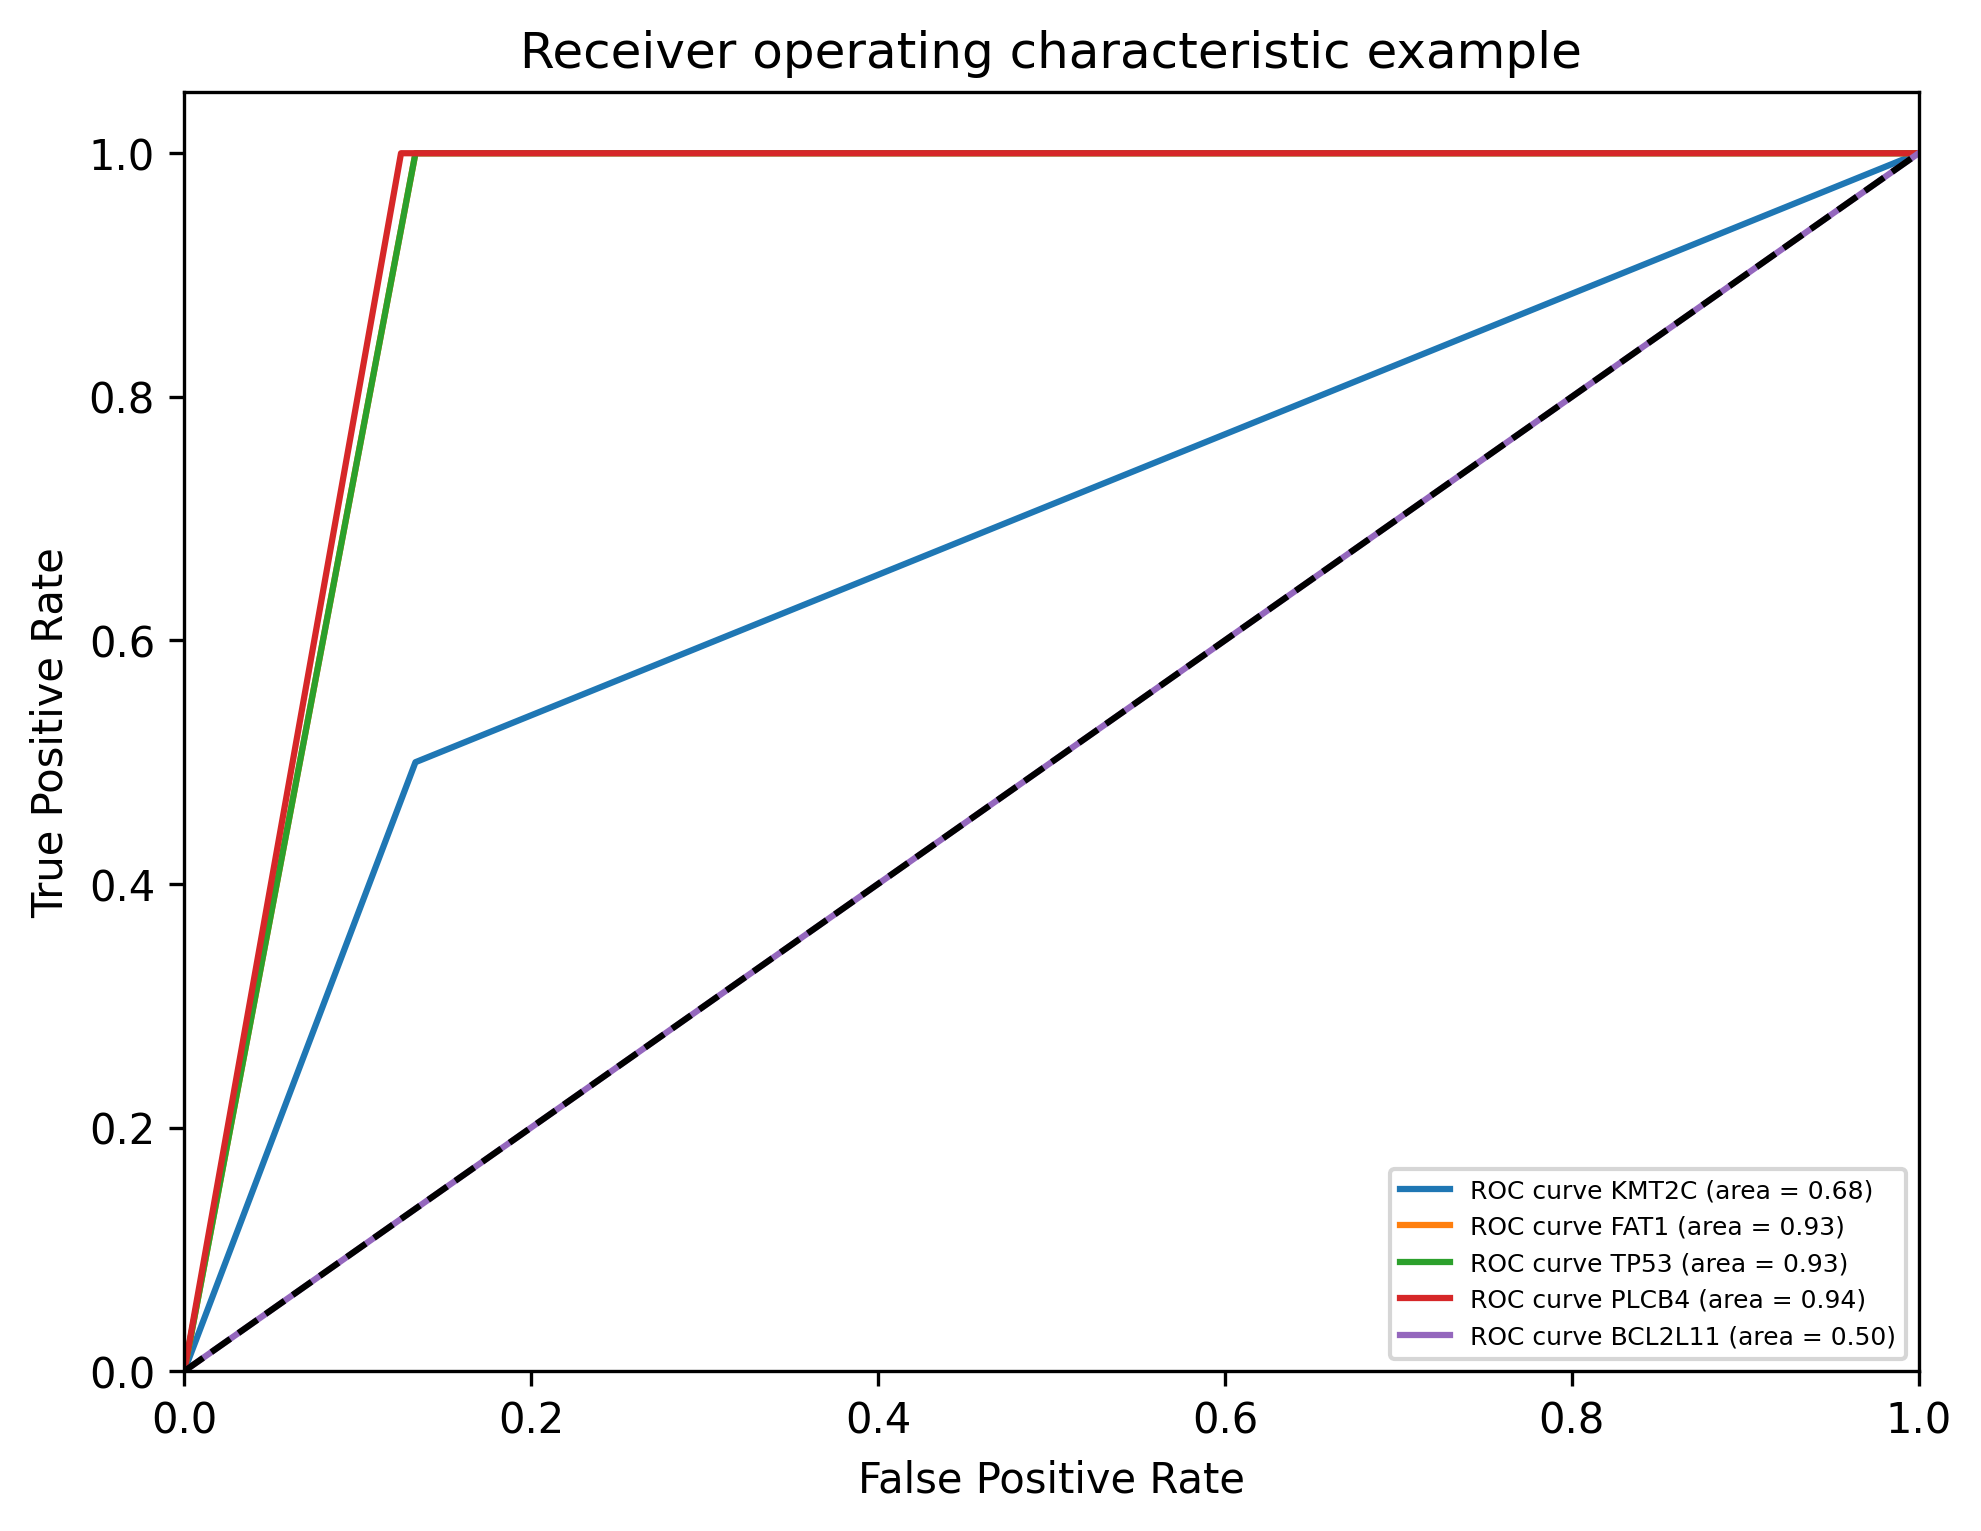 Receiver operating characteristic example
1.0
0.8
0.6
0.4
0.2
0.0
True Positive Rate
ROC curve KMT2C (area = 0.68)
ROC curve FAT1 (area = 0.93)
ROC curve TP53 (area = 0.93)
ROC curve PLCB4 (area = 0.94)
ROC curve BCL2L11 (area = 0.50)
0.0 0.2 0.4 0.6 0.8 1.0
False Positive Rate